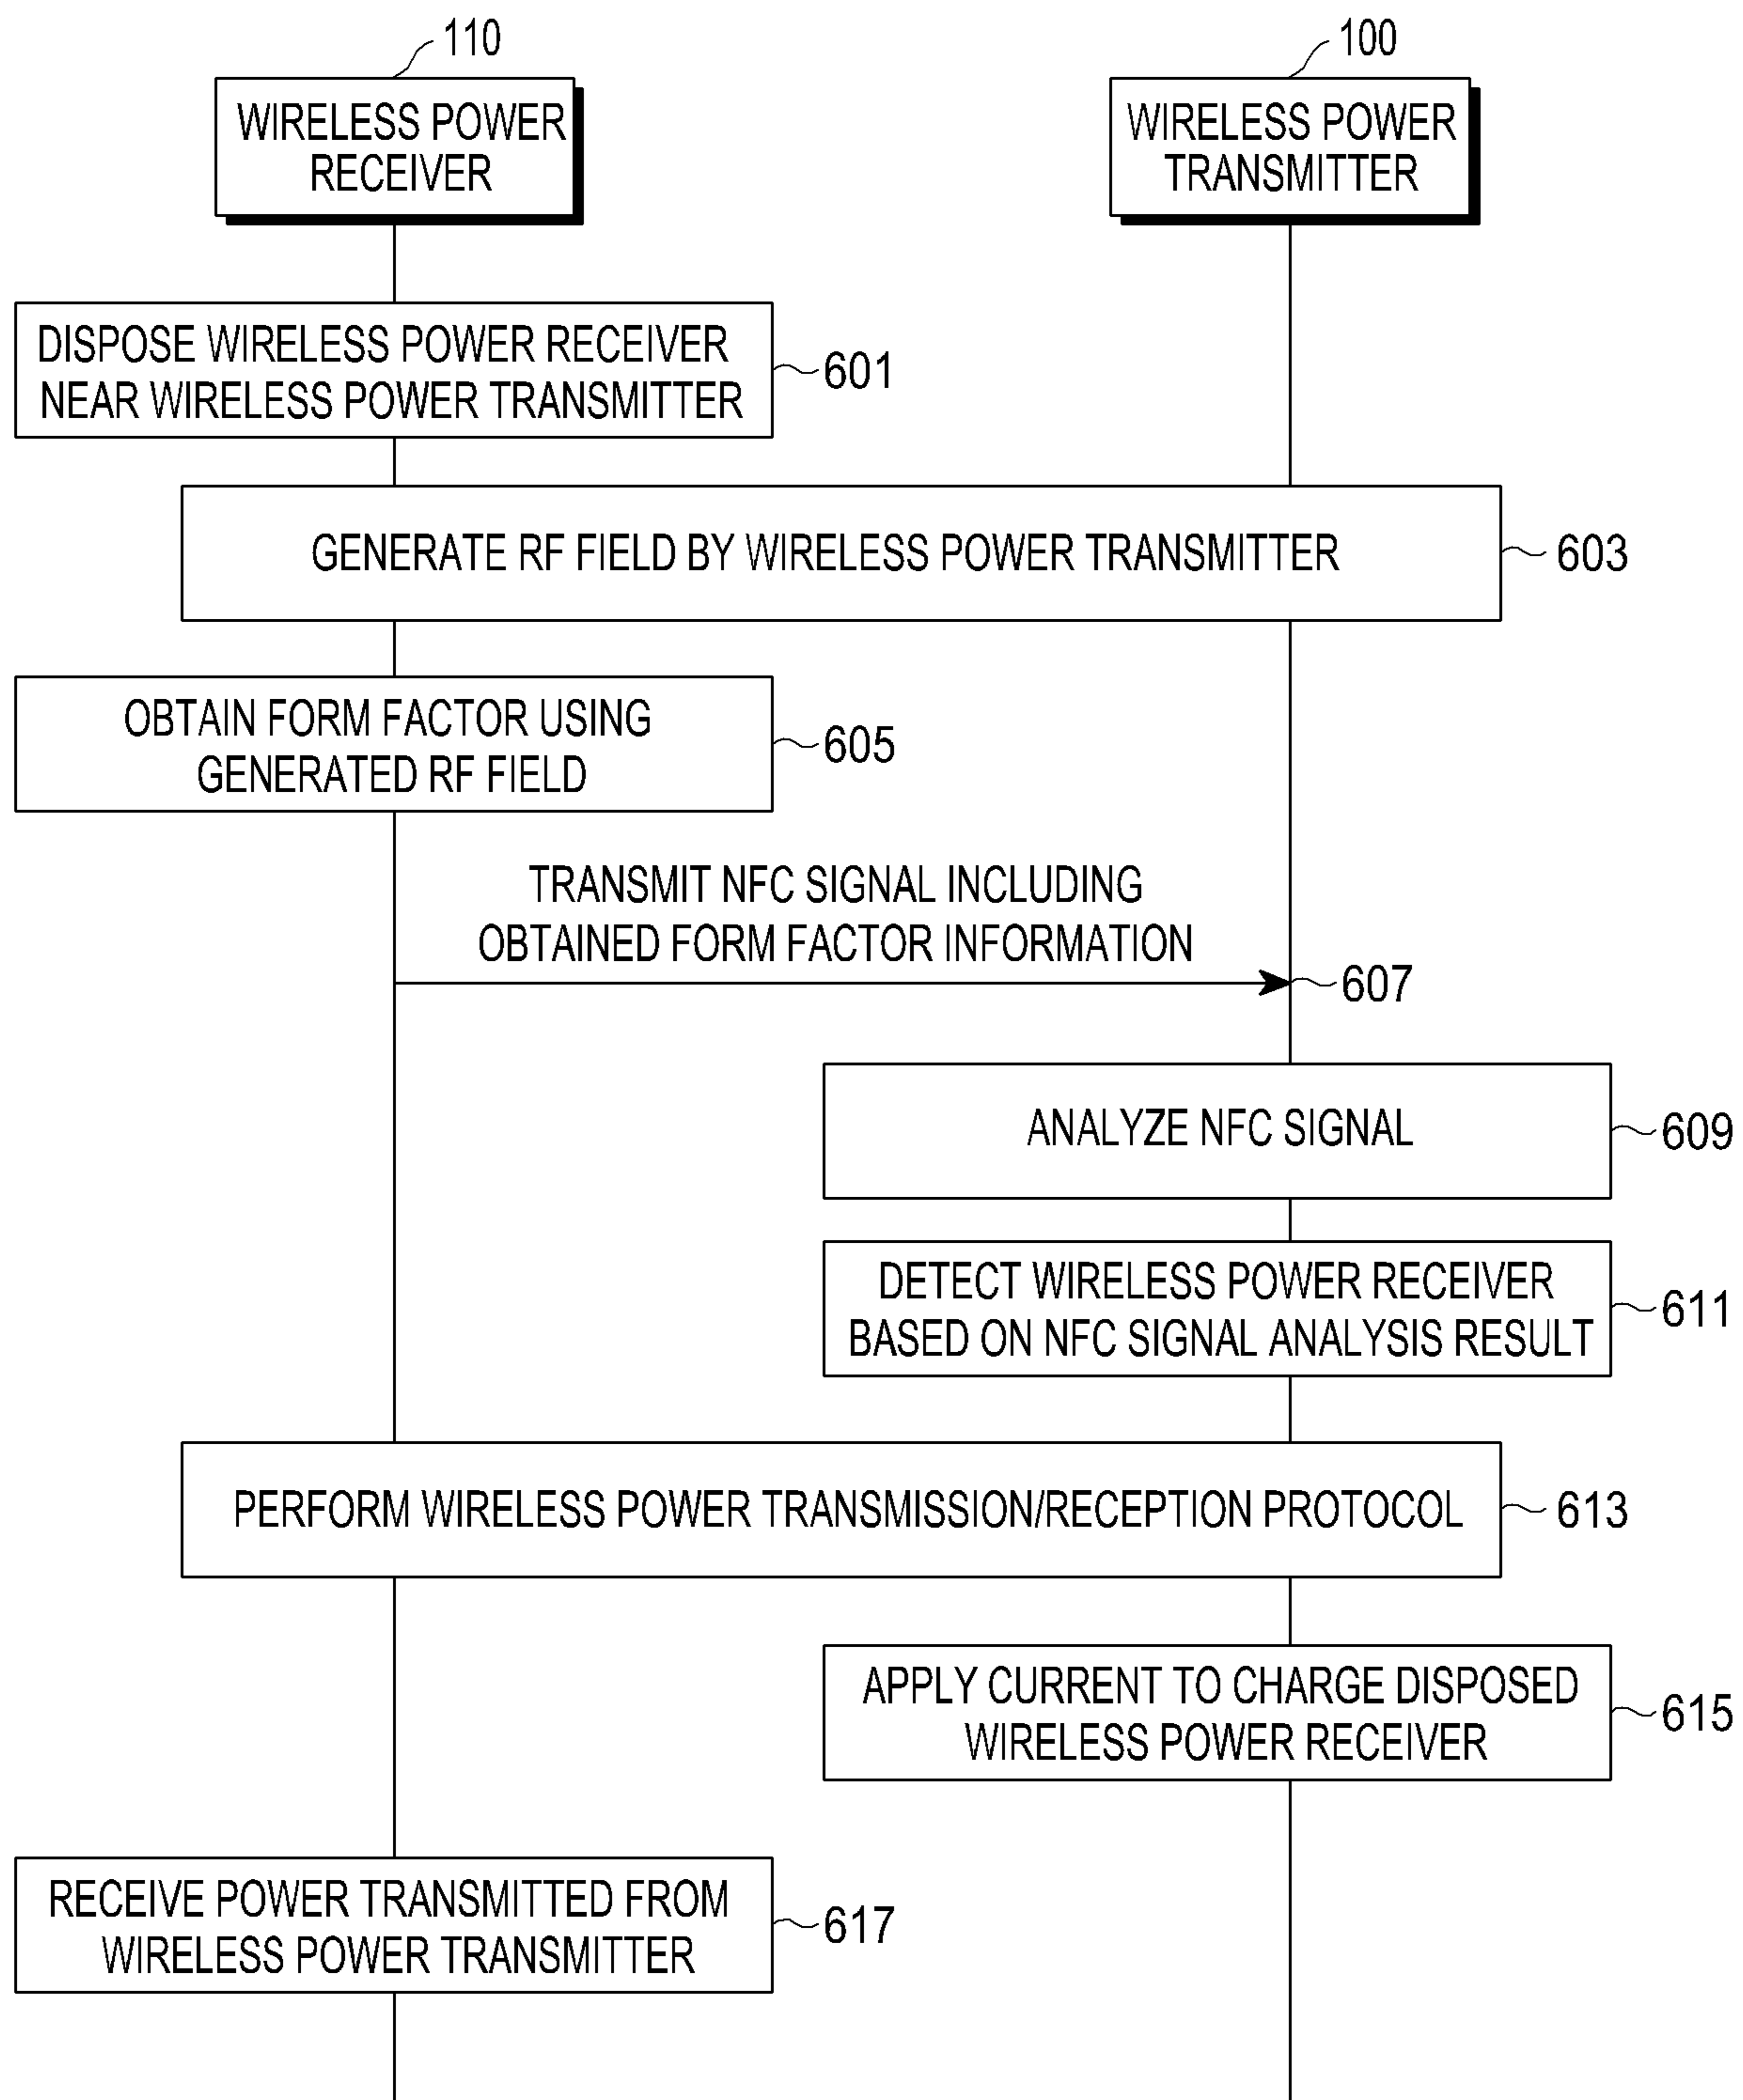 110
100
WIRELESS POWER
RECEIVER
WIRELESS POWER
TRANSMITTER
DISPOSE WIRELESS POWER RECEIVER
NEAR WIRELESS POWER TRANSMITTER
601
GENERATE RF FIELD BY WIRELESS POWER TRANSMITTER
603
OBTAIN FORM FACTOR USING
GENERATED RF FIELD
605
TRANSMIT NFC SIGNAL INCLUDING
OBTAINED FORM FACTOR INFORMATION
607
ANALYZE NFC SIGNAL
609
DETECT WIRELESS POWER RECEIVER
BASED ON NFC SIGNAL ANALYSIS RESULT
611
PERFORM WIRELESS POWER TRANSMISSION/RECEPTION PROTOCOL
613
APPLY CURRENT TO CHARGE DISPOSED
WIRELESS POWER RECEIVER
615
RECEIVE POWER TRANSMITTED FROM
WIRELESS POWER TRANSMITTER
617